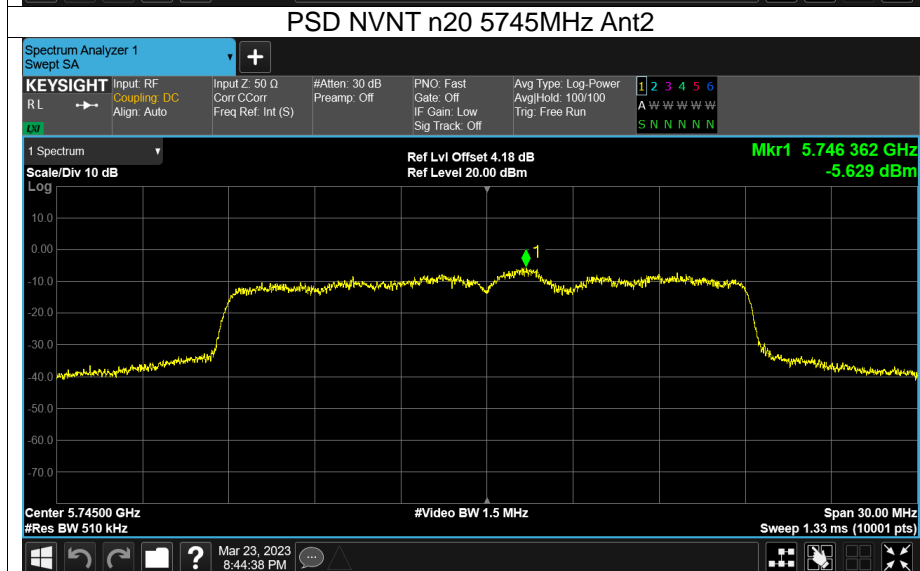 PSD NVNT n20 5745MHz Ant2
Spectrum Analyzer 1
Swept SA
+
KEYSIGHT
RL
LXI
Input: RF
Coupling: DC
Align: Auto
Input Z: 50 Ω
Corr CCorr
Freq Ref: Int (S)
#Atten: 30 dB
Preamp: Off
PNO: Fast
Gate: Off
IF Gain: Low
Sig Track: Off
Avg Type: Log-Power
Avg|Hold: 100/100
Trig: Free Run
1 2 3 4 5 6
A W W W W W
S N N N N N
1 Spectrum
Scale/Div 10 dB
Ref Lvl Offset 4.18 dB
Ref Level 20.00 dBm
Mkr1 5.746 362 GHz
-5.629 dBm
Log
10.0
0.00
-10.0
-20.0
-30.0
-40.0
-50.0
-60.0
-70.0
1
Center 5.74500 GHz
#Res BW 510 kHz
#Video BW 1.5 MHz
Span 30.00 MHz
Sweep 1.33 ms (10001 pts)
?
Mar 23, 2023
8:44:38 PM